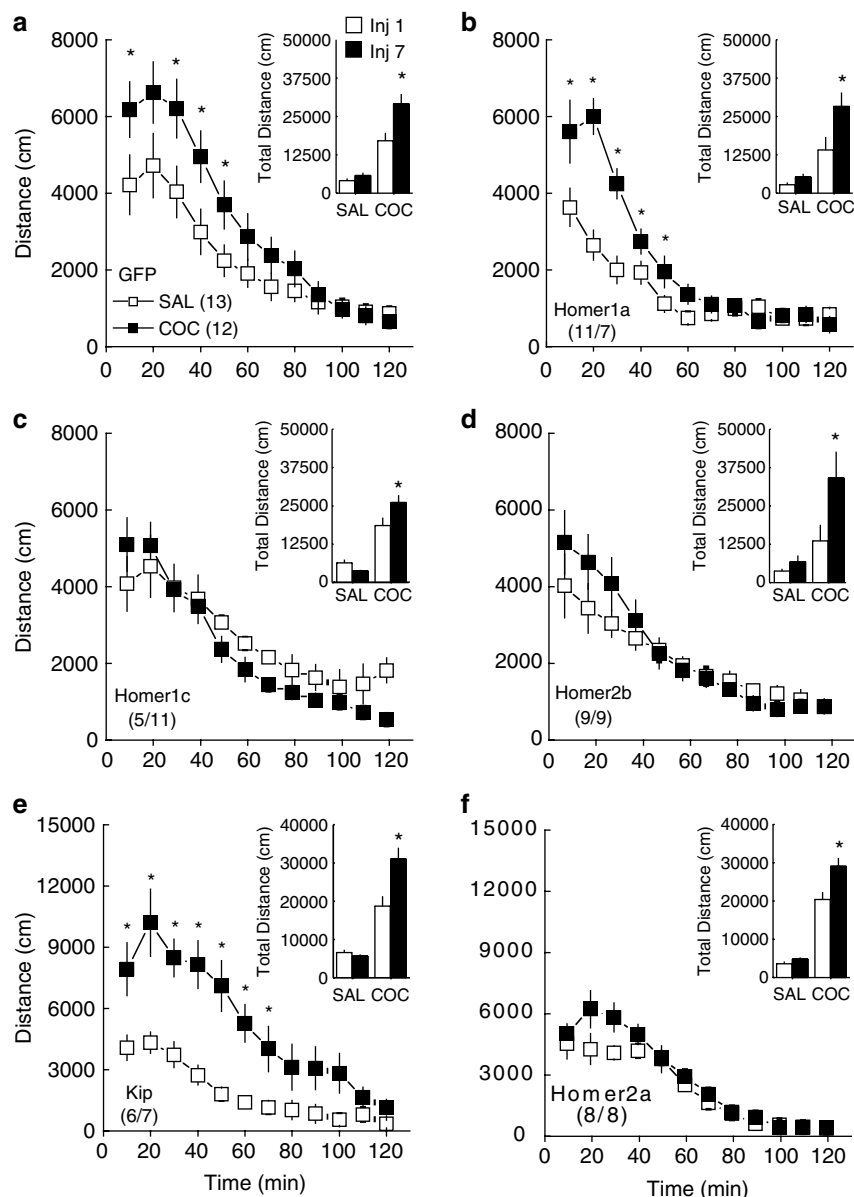 a
8000
6000
4000
2000
0
Distance (cm)
* * * * *
GFP
SAL (13)
COC (12)
0 20 40 60 80 100 120
Inj 1
Inj 7
50000
37500
25000
12500
0
Total Distance (cm)
*
SAL COC
b
8000
6000
4000
2000
0
* * * * *
Homer1a
(11/7)
0 20 40 60 80 100 120
50000
37500
25000
12500
0
Total Distance (cm)
*
SAL COC
c
8000
6000
4000
2000
0
Distance (cm)
Homer1c
(5/11)
0 20 40 60 80 100 120
50000
37500
25000
12500
0
Total Distance (cm)
*
SAL COC
d
8000
6000
4000
2000
0
Homer2b
(9/9)
0 20 40 60 80 100 120
50000
37500
25000
12500
0
Total Distance (cm)
*
SAL COC
e
15000
12000
9000
6000
3000
0
Distance (cm)
* * * * * * *
Kip
(6/7)
0 20 40 60 80 100 120
Time (min)
40000
30000
20000
10000
0
Total Distance (cm)
*
SAL COC
f
15000
12000
9000
6000
3000
0
Homer2a
(8/8)
0 20 40 60 80 100 120
Time (min)
40000
30000
20000
10000
0
Total Distance (cm)
*
SAL COC